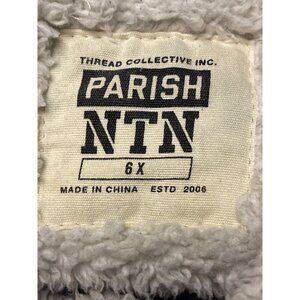 THREAD COLLECTIVE INC.
PARISH
NTN
6X
MADE IN CHINA ESTD 2006